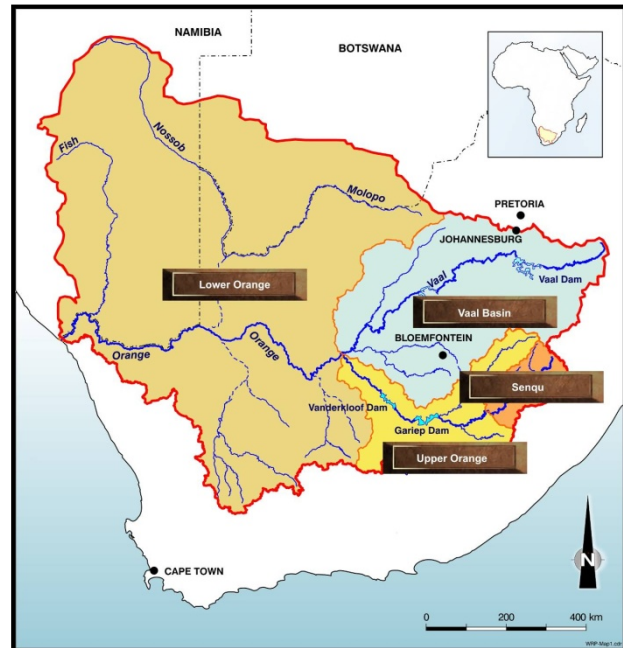 NAMIBIA
BOTSWANA
Fish
Nossob
Molopo
PRETORIA
JOHANNESBURG
Lower Orange
Vaal
Vaal Dam
Vaal Basin
Orange
Orange
BLOEMFONTEIN
Senqu
Vanderkloof Dam
Gariep Dam
Upper Orange
N
CAPE TOWN
0 200 400 km
WRP Map1.cdr